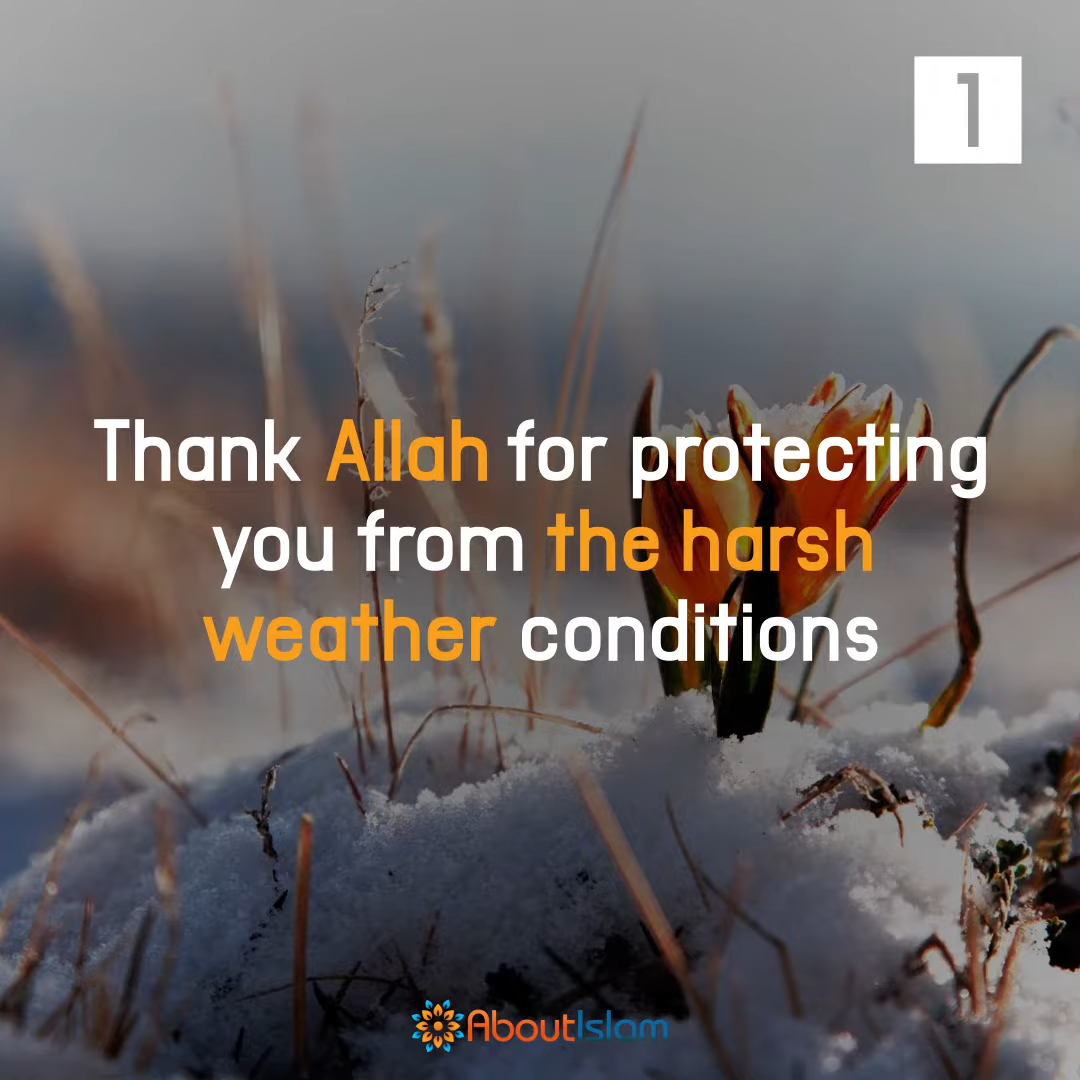 1
Thank Allah for protecting
you from the harsh
weather conditions
AboutIslam